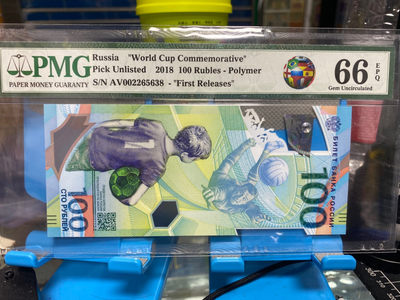 PMG
PAPER MONEY GUARANTY
Russia "World Cup Commemorative"
Pick Unlisted 2018 100 Rubles - Polymer
S/N AV002265638 - "First Releases"
66 EPQ
Gem Uncirculated
100
СТО РУБЛЕЙ
100
БИЛЕТ БАНКА РОССИИ